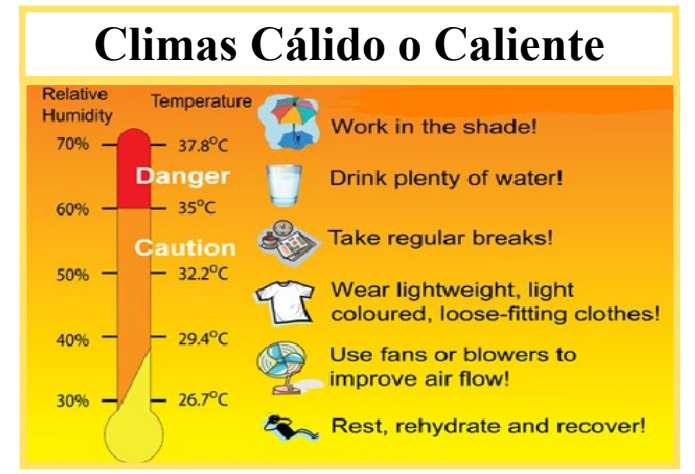 Climas Cálido o Caliente
Relative
Humidity
Temperature
70%
37.8°C
Danger
60%
35°C
Caution
50%
32.2°C
40%
29.4°C
30%
26.7°C
Work in the shade!
Drink plenty of water!
Take regular breaks!
Wear lightweight, light
coloured, loose-fitting clothes!
Use fans or blowers to
improve air flow!
Rest, rehydrate and recover!